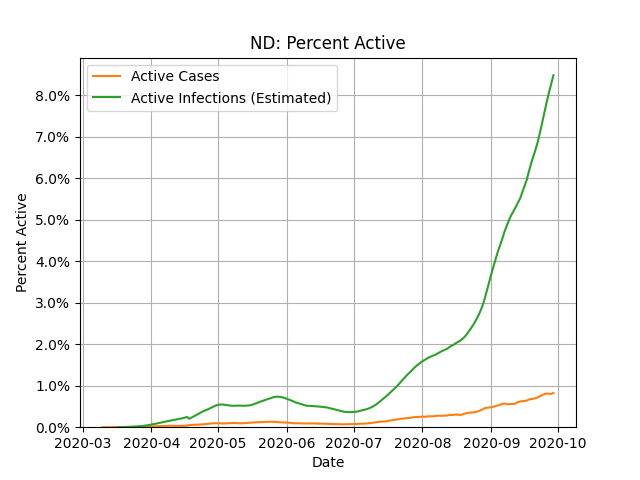 ND: Percent Active
Active Cases
Active Infections (Estimated)
Percent Active
8.0%
7.0%
6.0%
5.0%
4.0%
3.0%
2.0%
1.0%
0.0%
2020-03 2020-04 2020-05 2020-06 2020-07 2020-08 2020-09 2020-10
Date